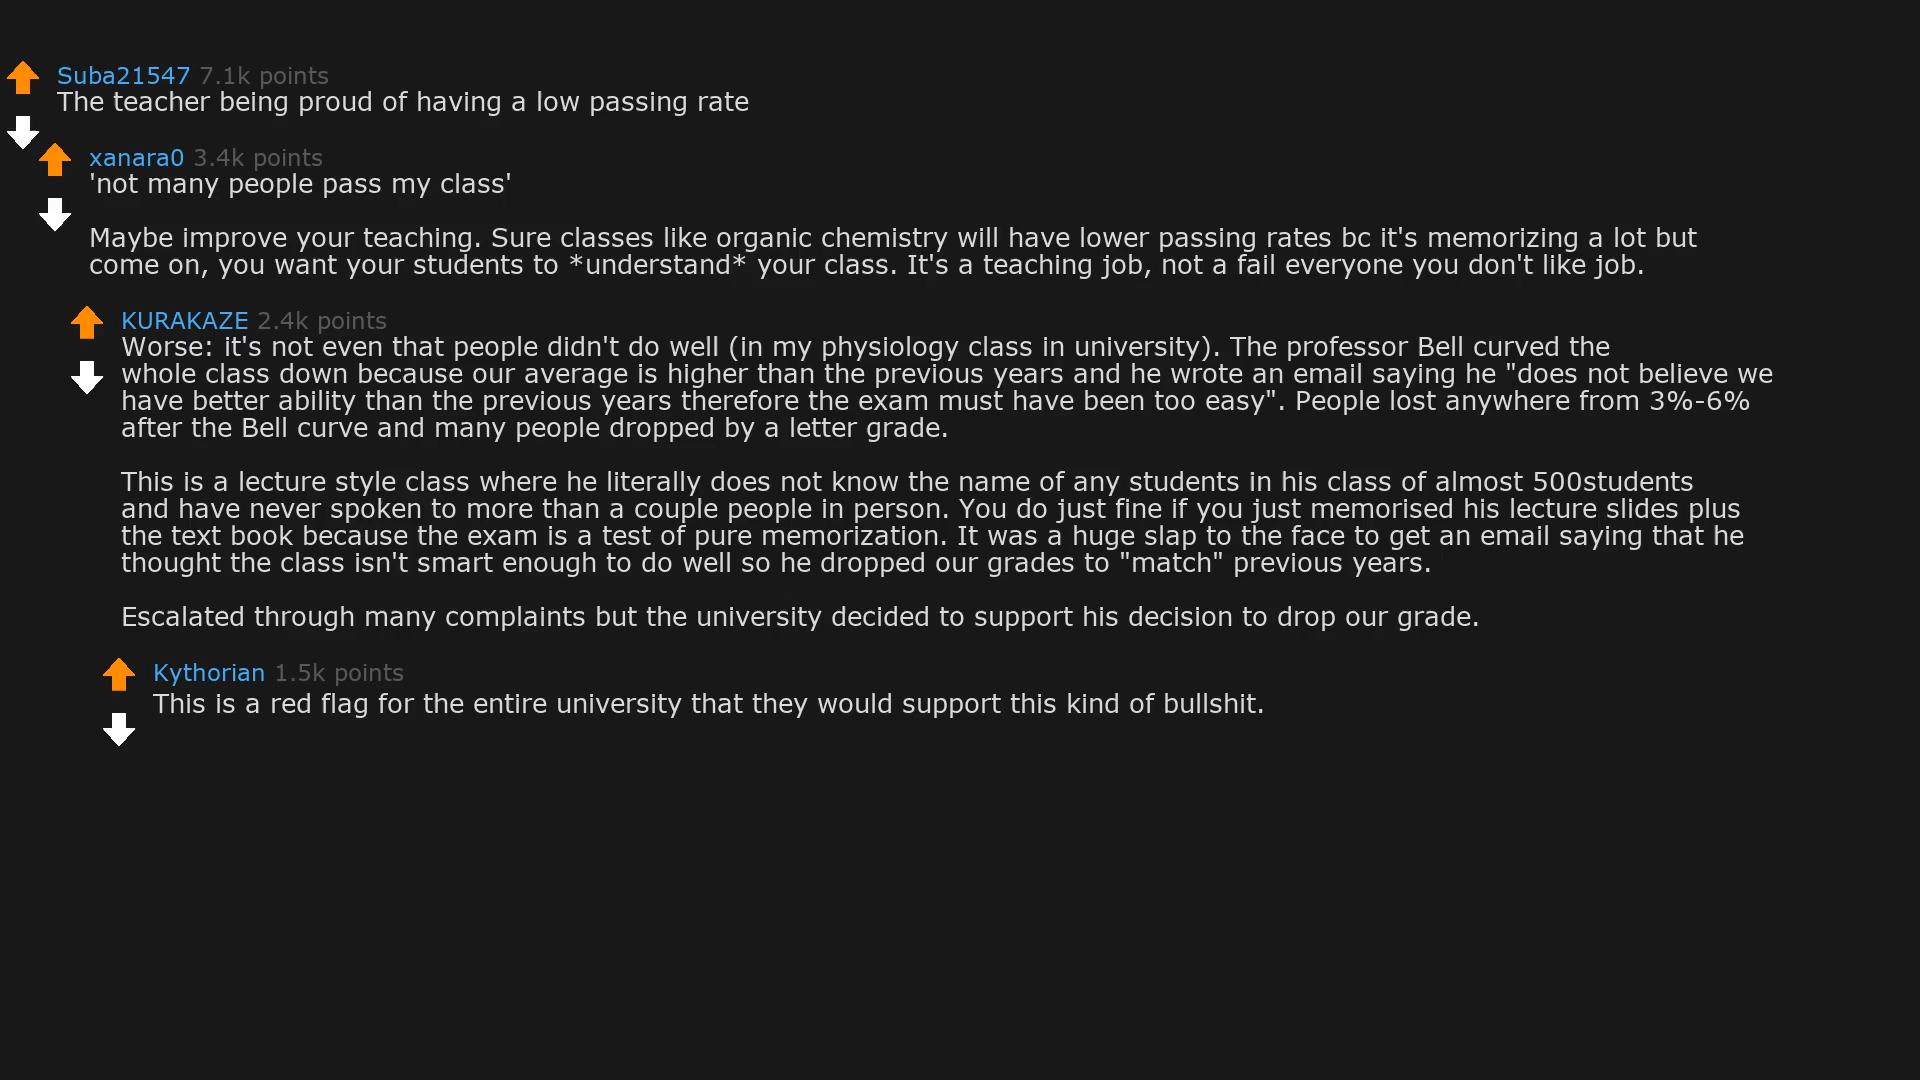 Suba21547 7.1k points
The teacher being proud of having a low passing rate
xanara0 3.4k points
'not many people pass my class'
Maybe improve your teaching. Sure classes like organic chemistry will have lower passing rates bc it's memorizing a lot but
come on, you want your students to *understand* your class. It's a teaching job, not a fail everyone you don't like job.
KURAKAZE 2.4k points
Worse: it's not even that people didn't do well (in my physiology class in university). The professor Bell curved the
whole class down because our average is higher than the previous years and he wrote an email saying he "does not believe we
have better ability than the previous years therefore the exam must have been too easy". People lost anywhere from 3%-6%
after the Bell curve and many people dropped by a letter grade.
This is a lecture style class where he literally does not know the name of any students in his class of almost 500students
and have never spoken to more than a couple people in person. You do just fine if you just memorised his lecture slides plus
the text book because the exam is a test of pure memorization. It was a huge slap to the face to get an email saying that he
thought the class isn't smart enough to do well so he dropped our grades to "match" previous years.
Escalated through many complaints but the university decided to support his decision to drop our grade.
Kythorian 1.5k points
This is a red flag for the entire university that they would support this kind of bullshit.